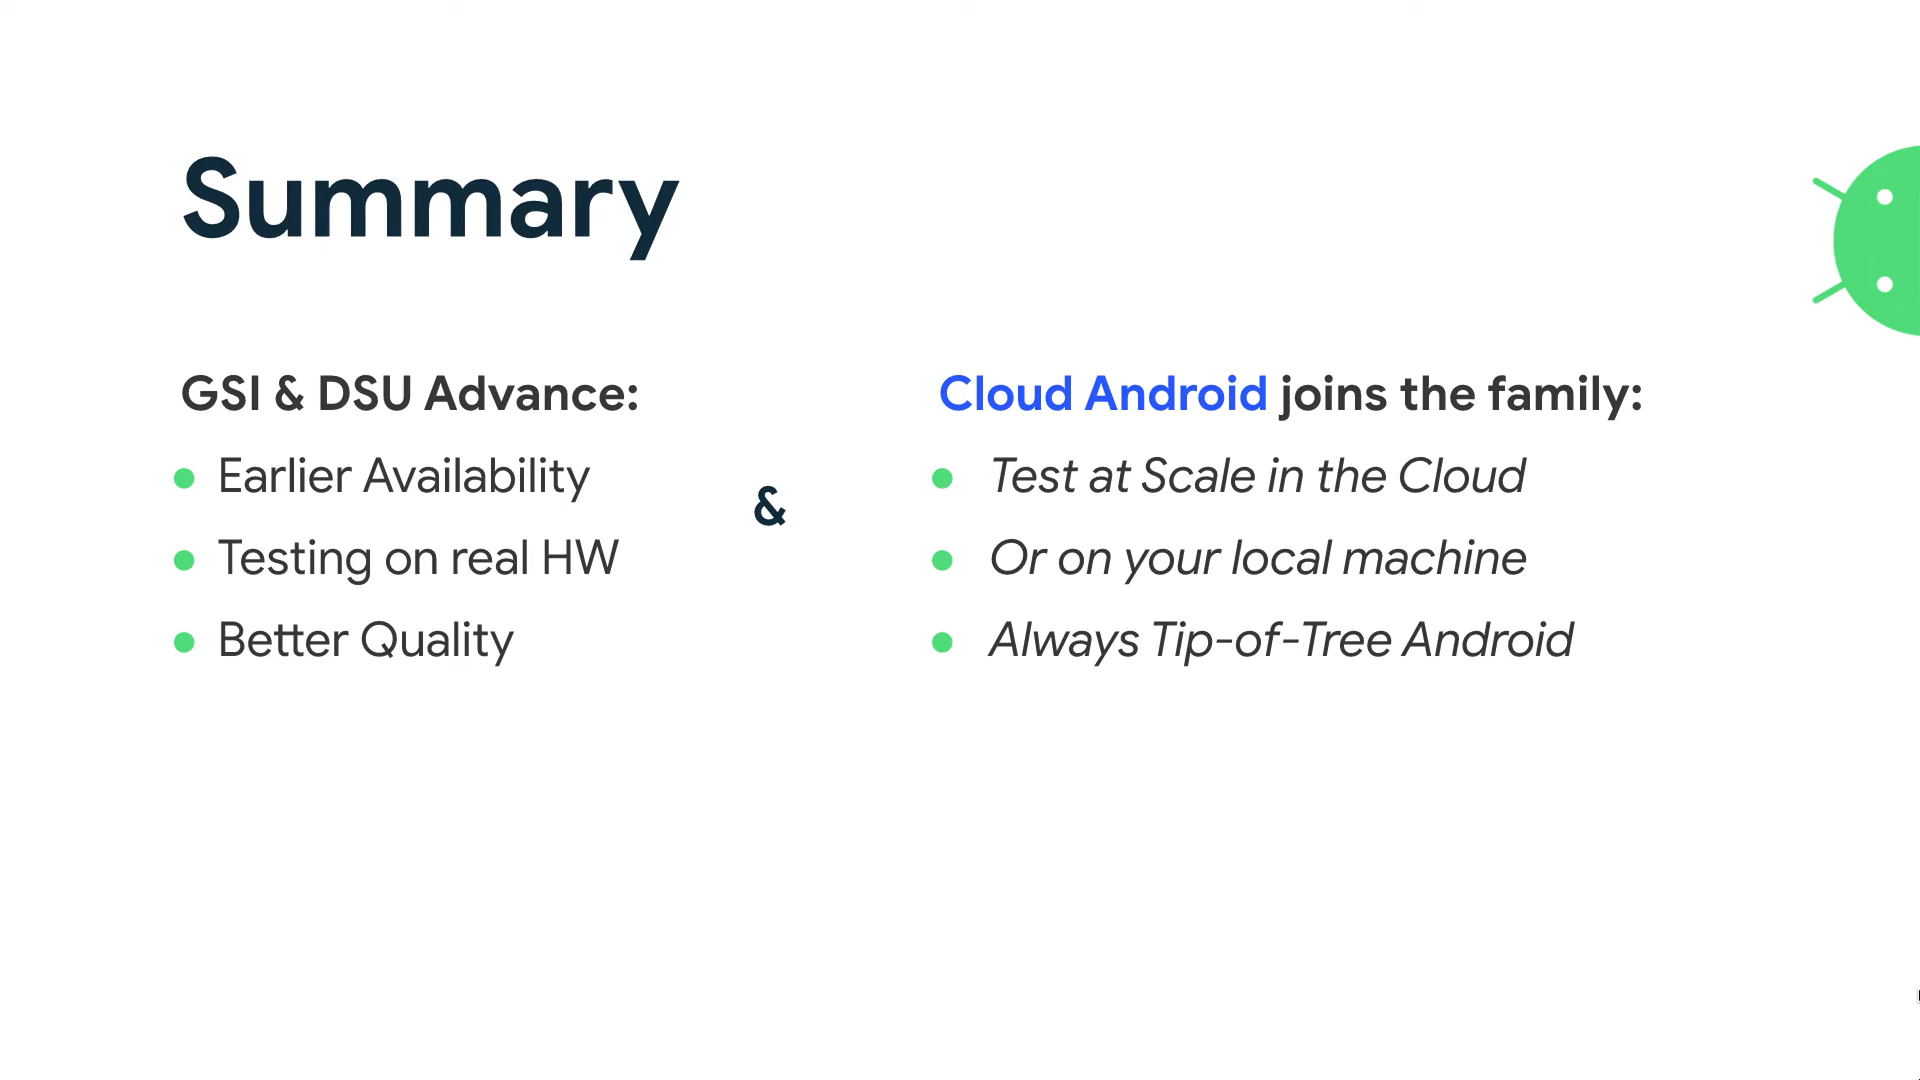 Summary
GSI & DSU Advance:
Earlier Availability
Testing on real HW
Better Quality
&
Cloud Android joins the family:
Test at Scale in the Cloud
Or on your local machine
Always Tip-of-Tree Android